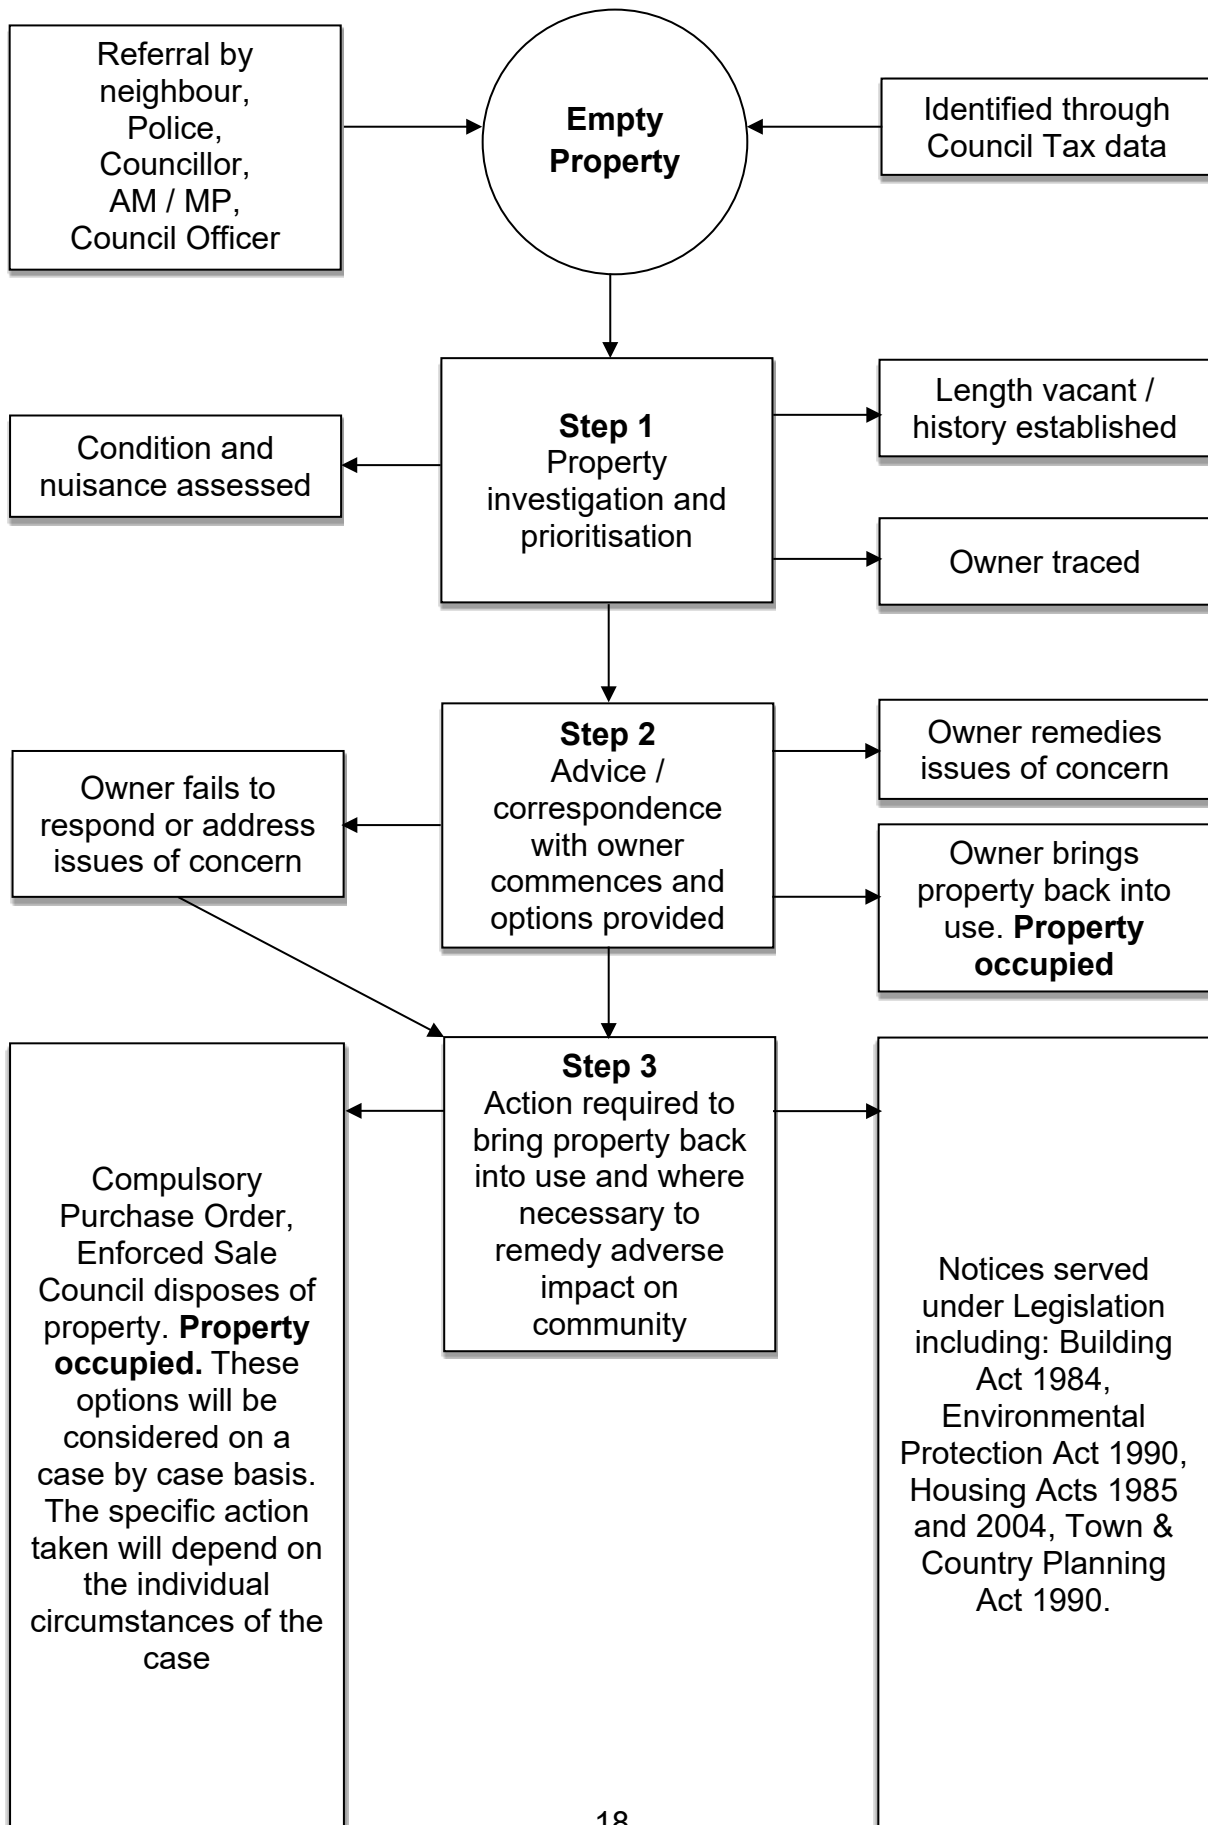 Referral by
neighbour,
Police,
Councillor,
AM / MP,
Council Officer
Empty
Property
Identified through
Council Tax data
Step 1
Property
investigation and
prioritisation
Condition and
nuisance assessed
Length vacant /
history established
Owner traced
Step 2
Advice /
correspondence
with owner
commences and
options provided
Owner fails to
respond or address
issues of concern
Owner remedies
issues of concern
Owner brings
property back into
use. Property
occupied
Step 3
Action required to
bring property back
into use and where
necessary to
remedy adverse
impact on
community
Compulsory
Purchase Order,
Enforced Sale
Council disposes of
property. Property
occupied. These
options will be
considered on a
case by case basis.
The specific action
taken will depend on
the individual
circumstances of the
case
Notices served
under Legislation
including: Building
Act 1984,
Environmental
Protection Act 1990,
Housing Acts 1985
and 2004, Town &
Country Planning
Act 1990.
18